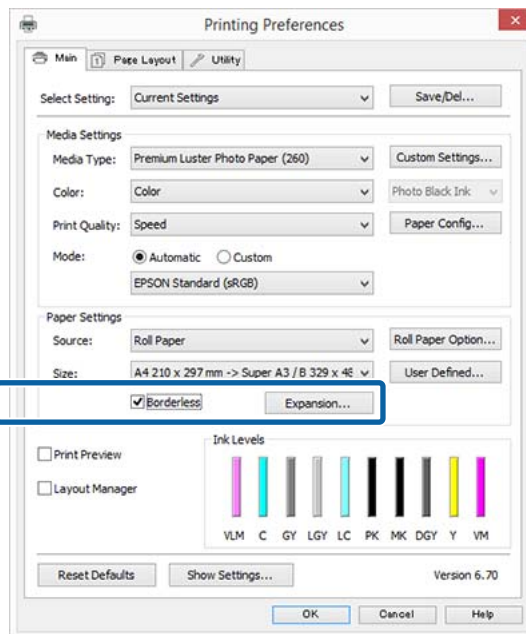 Printing Preferences
Main Page Layout Utility
Select Setting: Current Settings Save/Del...
Media Settings
Media Type: Premium Luster Photo Paper (260) Custom Settings...
Color: Color Photo Black Ink
Print Quality: Speed Paper Config...
Mode: Automatic Custom
EPSON Standard (sRGB)
Paper Settings
Source: Roll Paper Roll Paper Option...
Size: A4 210 x 297 mm -> Super A3 / B 329 x 48 User Defined...
Borderless Expansion...
Print Preview
Layout Manager
Ink Levels
VLM C GY LGY LC PK MK DGY Y VM
Reset Defaults Show Settings... Version 6.70
OK Cancel Help